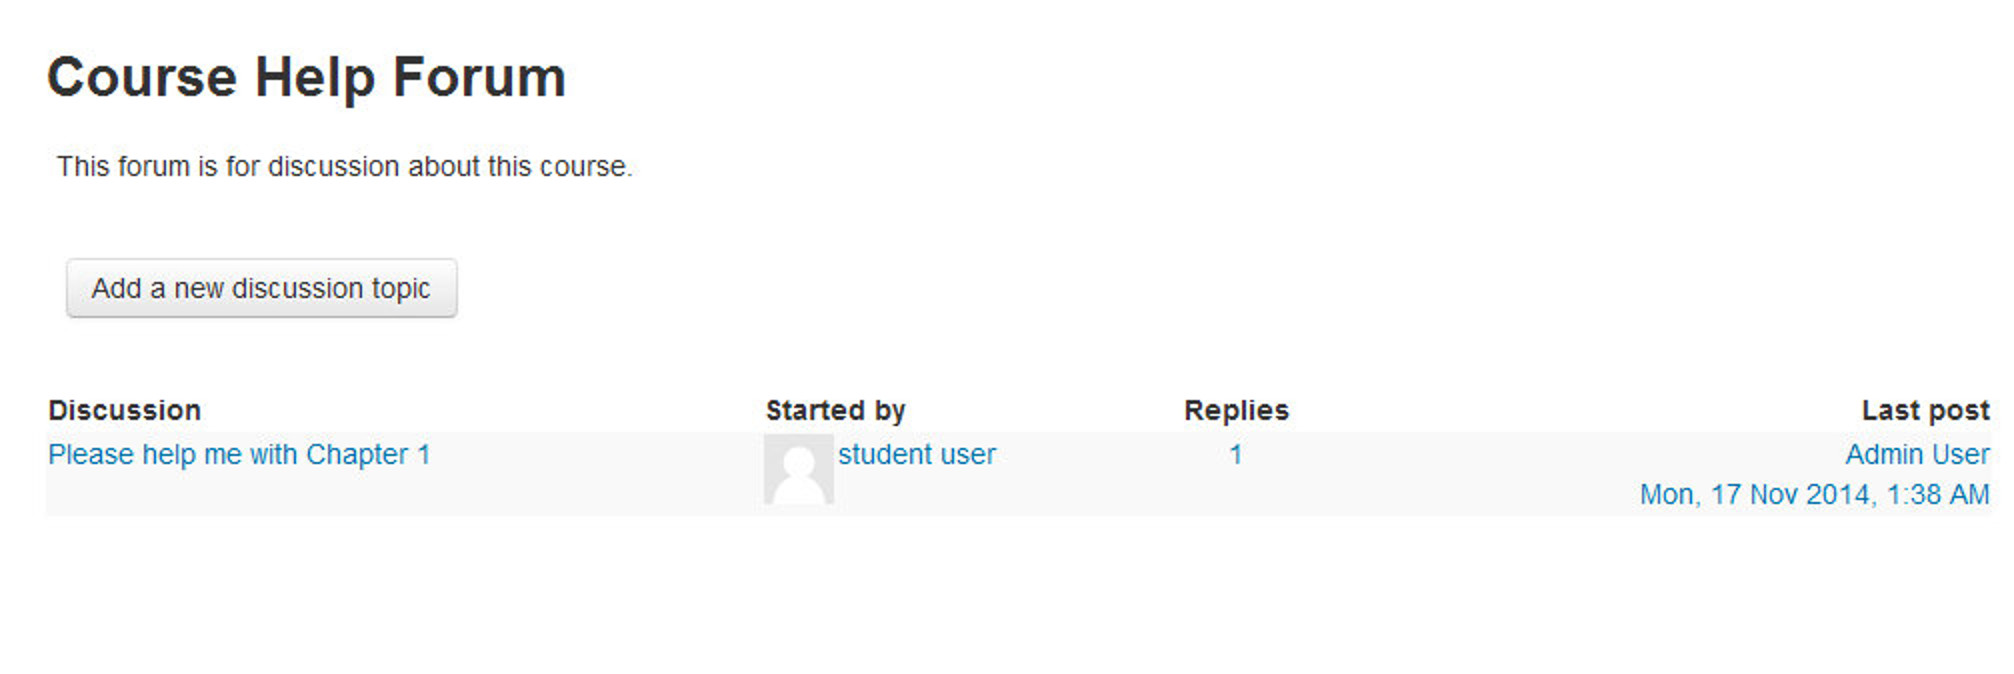 Course Help Forum
This forum is for discussion about this course.
Add a new discussion topic
Discussion Started by Replies Last post
Please help me with Chapter 1 student user 1 Admin User
Mon, 17 Nov 2014, 1:38 AM